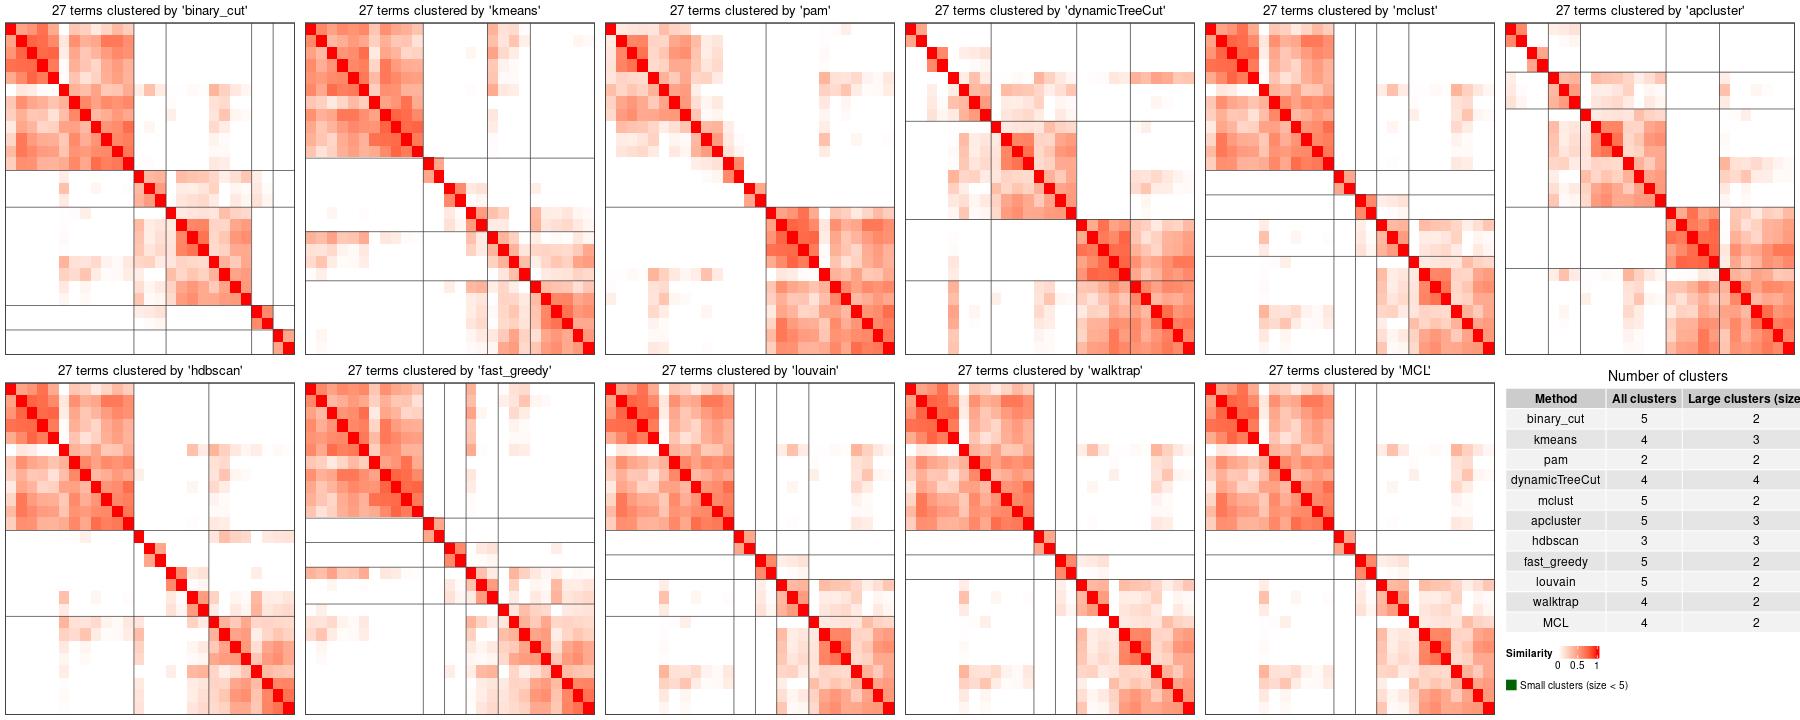 27 terms clustered by 'binary_cut'
27 terms clustered by 'kmeans'
27 terms clustered by 'pam'
27 terms clustered by 'dynamicTreeCut'
27 terms clustered by 'mclust'
27 terms clustered by 'apcluster'
27 terms clustered by 'hdbscan'
27 terms clustered by 'fast_greedy'
27 terms clustered by 'louvain'
27 terms clustered by 'walktrap'
27 terms clustered by 'MCL'
Number of clusters
Method All clusters Large clusters (size
binary_cut 5 2
kmeans 4 3
pam 2 2
dynamicTreeCut 4 4
mclust 5 2
apcluster 5 3
hdbscan 3 3
fast_greedy 5 2
louvain 5 2
walktrap 4 2
MCL 4 2
Similarity
0 0.5 1
Small clusters (size < 5)